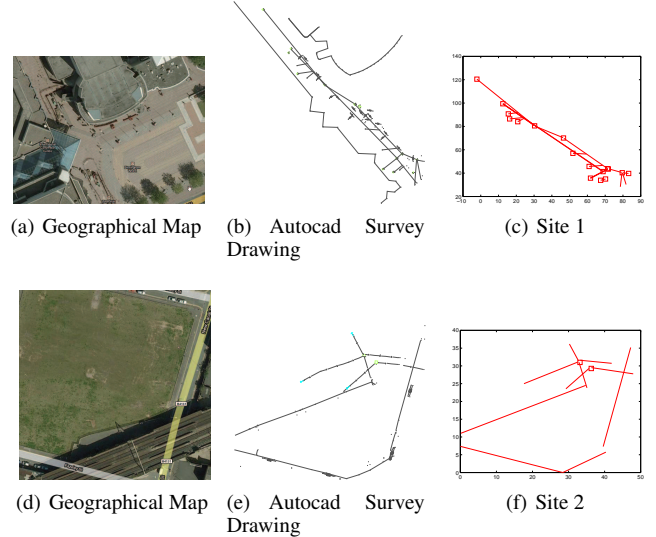 140
120
100
80
60
40
20
−10 0 10 20 30 40 50 60 70 80 90
(a) Geographical Map
(b) Autocad Survey
Drawing
(c) Site 1
40
35
30
25
20
15
10
5
0
0 10 20 30 40 50
(d) Geographical Map
(e) Autocad Survey
Drawing
(f) Site 2